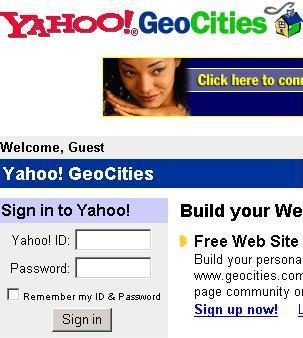 YAHOO! GeoCities
Click here to
Welcome, Guest
Yahoo! GeoCities
Sign in to Yahoo!
Yahoo! ID:
Password:
Remember my ID & Password
Sign in
Build your We
Free Web Site
Build your persona
www.geocities.com
page community
Sign up now!